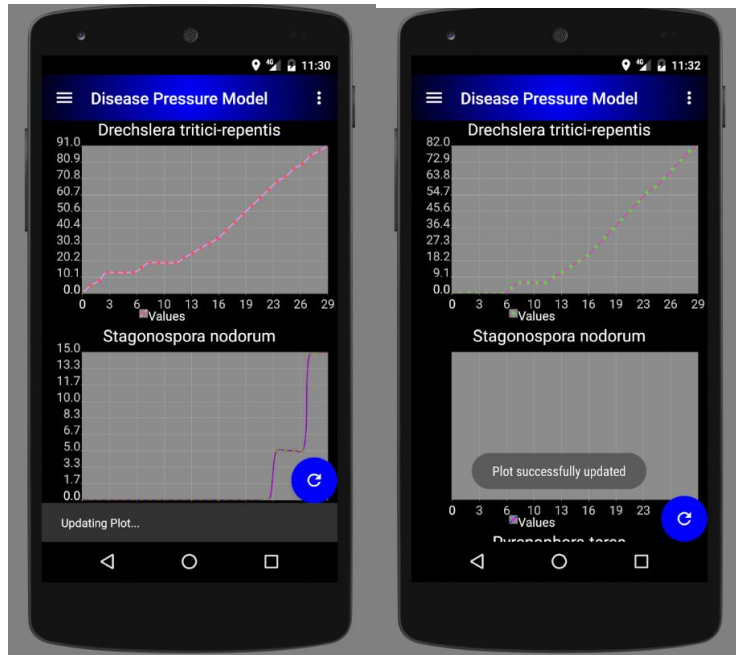 4G 11:30
Disease Pressure Model
Drechslera tritici-repentis
91.0
80.9
70.8
60.7
50.6
40.4
30.3
20.2
10.1
0.0
0 3 6 10 13 16 19 23 26 29
Values
Stagonospora nodorum
15.0
13.3
11.7
10.0
8.3
6.7
5.0
3.3
1.7
0.0
Updating Plot...
4G 11:32
Disease Pressure Model
Drechslera tritici-repentis
82.0
72.9
63.8
54.7
45.6
36.4
27.3
18.2
9.1
0.0
0 3 6 10 13 16 19 23 26 29
Values
Stagonospora nodorum
Plot successfully updated
0 3 6 10 13 16 19 23
Values